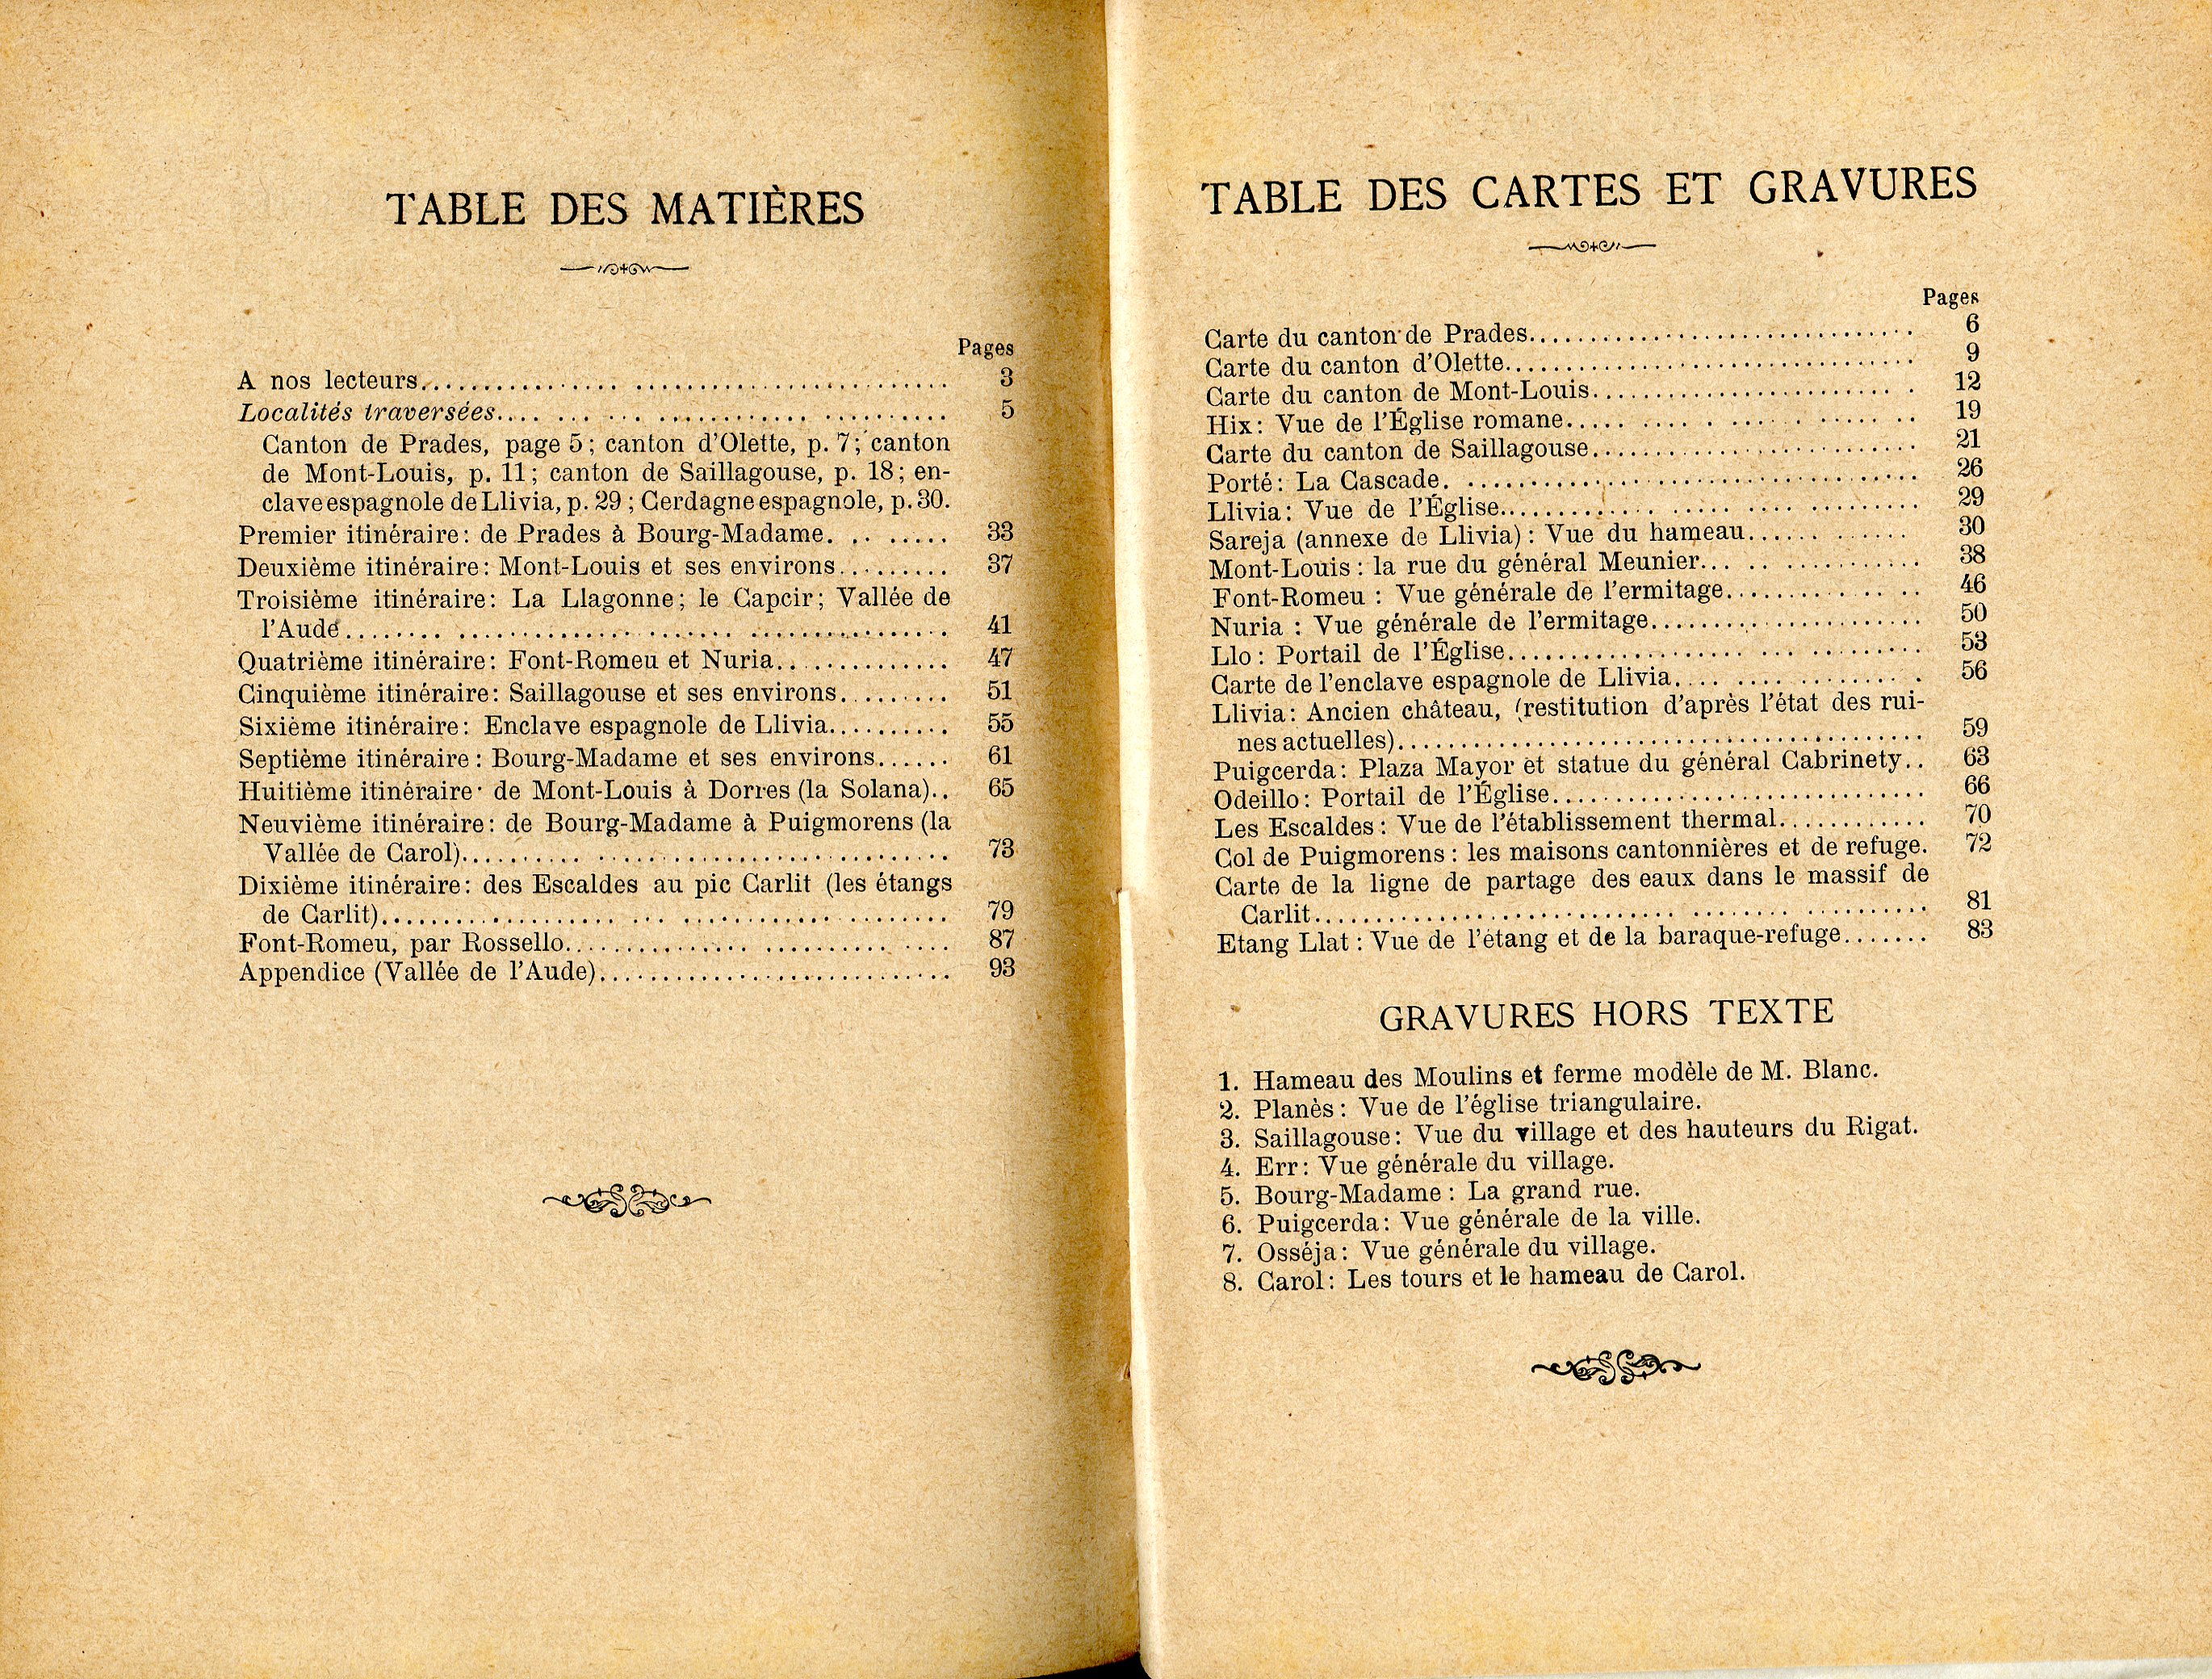 TABLE DES MATIÈRES
Pages
A nos lecteurs........................................ 3
Localités traversées.................................. 5
Canton de Prades, page 5; canton d'Olette, p. 7; canton
de Mont-Louis, p. 11; canton de Saillagouse, p. 18; en-
clave espagnole de Llivia, p. 29; Cerdagne espagnole, p. 30.
Premier itinéraire: de Prades à Bourg-Madame. .. ...... 33
Deuxième itinéraire: Mont-Louis et ses environs......... 37
Troisième itinéraire: La Llagonne; le Capcir; Vallée de
l'Aude........................................ 41
Quatrième itinéraire: Font-Romeu et Nuria.............. 47
Cinquième itinéraire: Saillagouse et ses environs......... 51
Sixième itinéraire: Enclave espagnole de Llivia.......... 55
Septième itinéraire: Bourg-Madame et ses environs...... 61
Huitième itinéraire· de Mont-Louis à Dorres (la Solana).. 65
Neuvième itinéraire: de Bourg-Madame à Puigmorens (la
Vallée de Carol)................................ 73
Dixième itinéraire: des Escaldes au pic Carlit (les étangs
de Carlit)...................................... 79
Font-Romeu, par Rossello.............................. 87
Appendice (Vallée de l'Aude)............................ 93
TABLE DES CARTES ET GRAVURES
Pages
Carte du canton de Prades.............................. 6
Carte du canton d'Olette................................ 9
Carte du canton de Mont-Louis........................ 12
Hix: Vue de l'Église romane.......................... 19
Carte du canton de Saillagouse........................ 21
Porté: La Cascade. .................................. 26
Llivia: Vue de l'Église................................ 29
Sareja (annexe de Llivia): Vue du hameau............ 30
Mont-Louis: la rue du général Meunier................ 38
Font-Romeu : Vue générale de l'ermitage.............. 46
Nuria : Vue générale de l'ermitage.................... 50
Llo: Portail de l'Église................................ 53
Carte de l'enclave espagnole de Llivia.................. 56
Llivia: Ancien château, (restitution d'après l'état des rui-
nes actuelles)...................................... 59
Puigcerda: Plaza Mayor et statue du général Cabrinety.. 63
Odeillo: Portail de l'Église............................ 66
Les Escaldes: Vue de l'établissement thermal............ 70
Col de Puigmorens: les maisons cantonnières et de refuge. 72
Carte de la ligne de partage des eaux dans le massif de
Carlit............................................ 81
Etang Llat: Vue de l'étang et de la baraque-refuge....... 83
GRAVURES HORS TEXTE
1. Hameau des Moulins et ferme modèle de M. Blanc.
2. Planès: Vue de l'église triangulaire.
3. Saillagouse: Vue du village et des hauteurs du Rigat.
4. Err: Vue générale du village.
5. Bourg-Madame: La grand rue.
6. Puigcerda: Vue générale de la ville.
7. Osséja: Vue générale du village.
8. Carol: Les tours et le hameau de Carol.